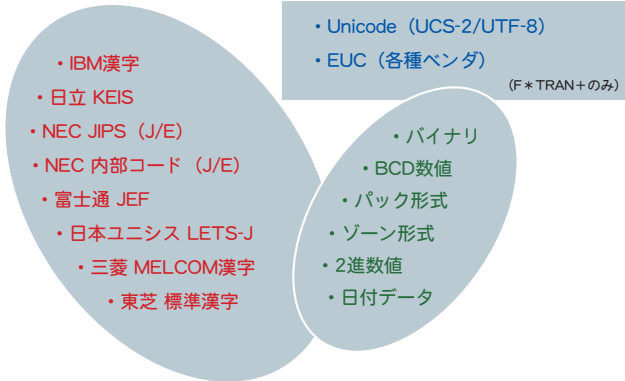 ・IBM漢字
・日立 KEIS
・NEC JIPS（J/E）
・NEC 内部コード（J/E）
・富士通 JEF
・日本ユニシス LETS-J
・三菱 MELCOM漢字
・東芝 標準漢字
・Unicode（UCS-2/UTF-8）
・EUC（各種ベンダ）
（F＊TRAN＋のみ）
・バイナリ
・BCD数値
・パック形式
・ゾーン形式
・2進数値
・日付データ